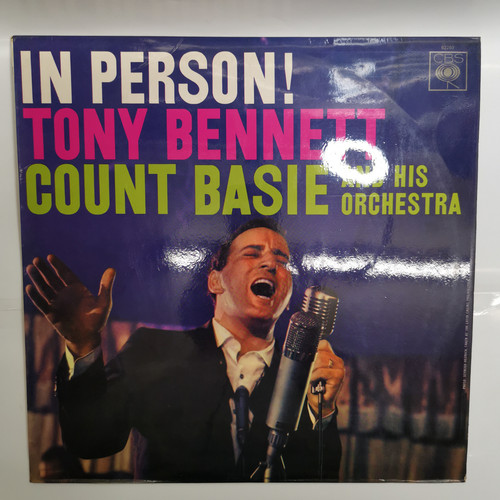 IN PERSON!
TONY BENNETT
COUNT BASIE AND HIS
ORCHESTRA
CBS